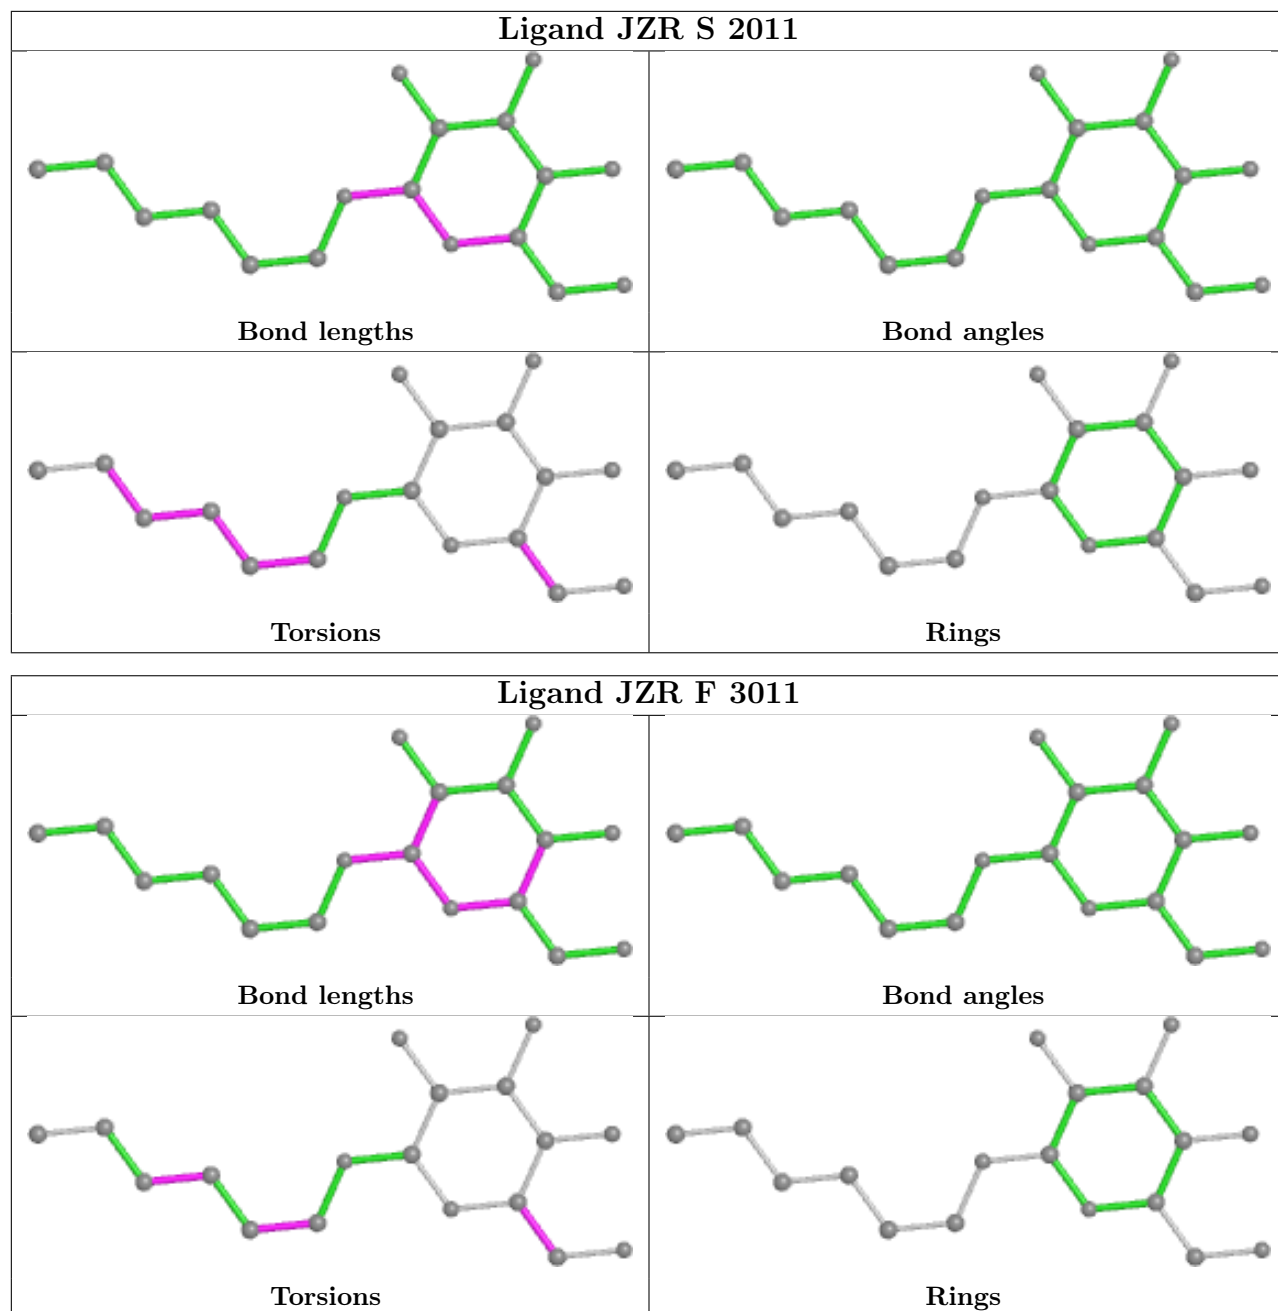 Ligand JZR S 2011
Bond lengths
Bond angles
Torsions
Rings
Ligand JZR F 3011
Bond lengths
Bond angles
Torsions
Rings